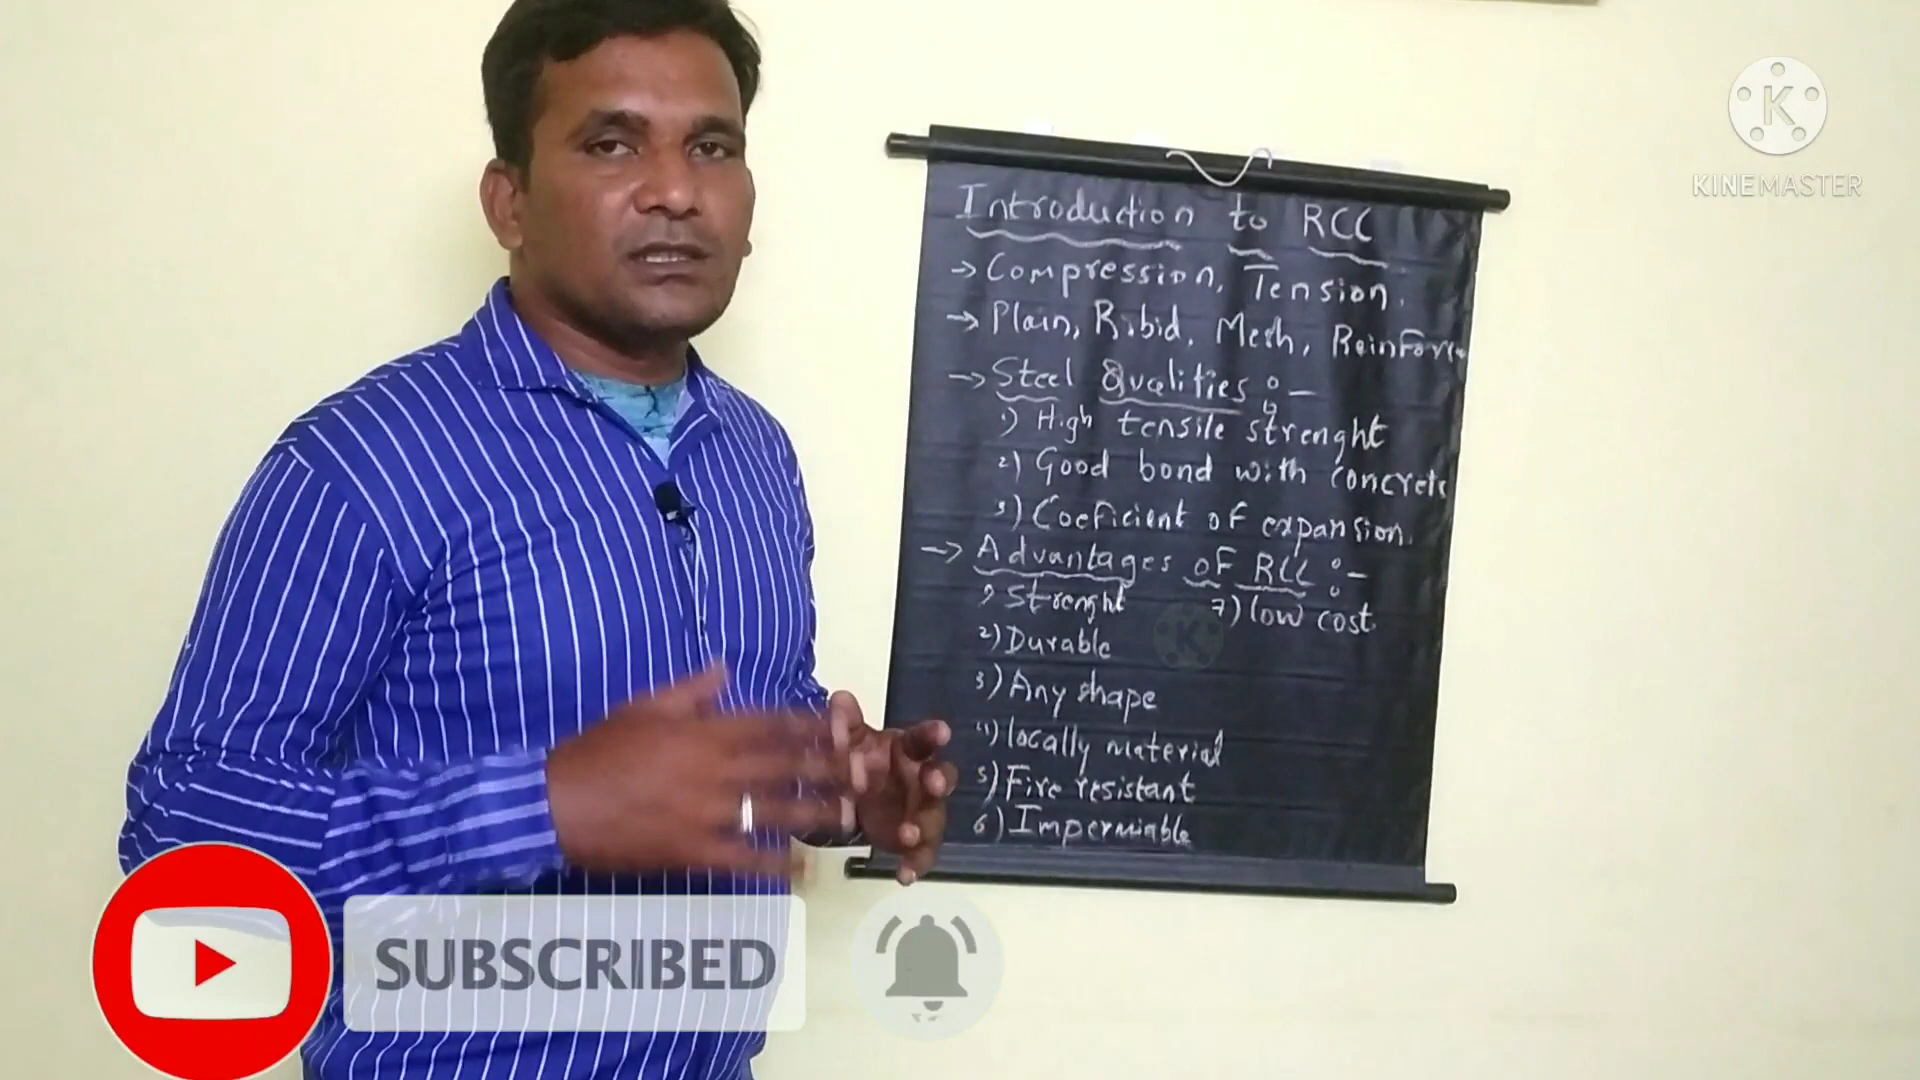 KINEMASTER
Introduction to RCC
→ Compression, Tension.
→ Plain, Ribid, Mesh, Reinforce
→ Steel Qualities :-
1) High tensile strenght
2) Good bond with concrete
3) Coeficient of expansion.
→ Advantages of RCC :-
1) Strenght 7) low cost.
2) Durable
3) Any shape
4) locally material
5) Fire resistant
6) Impermiable
SUBSCRIBED